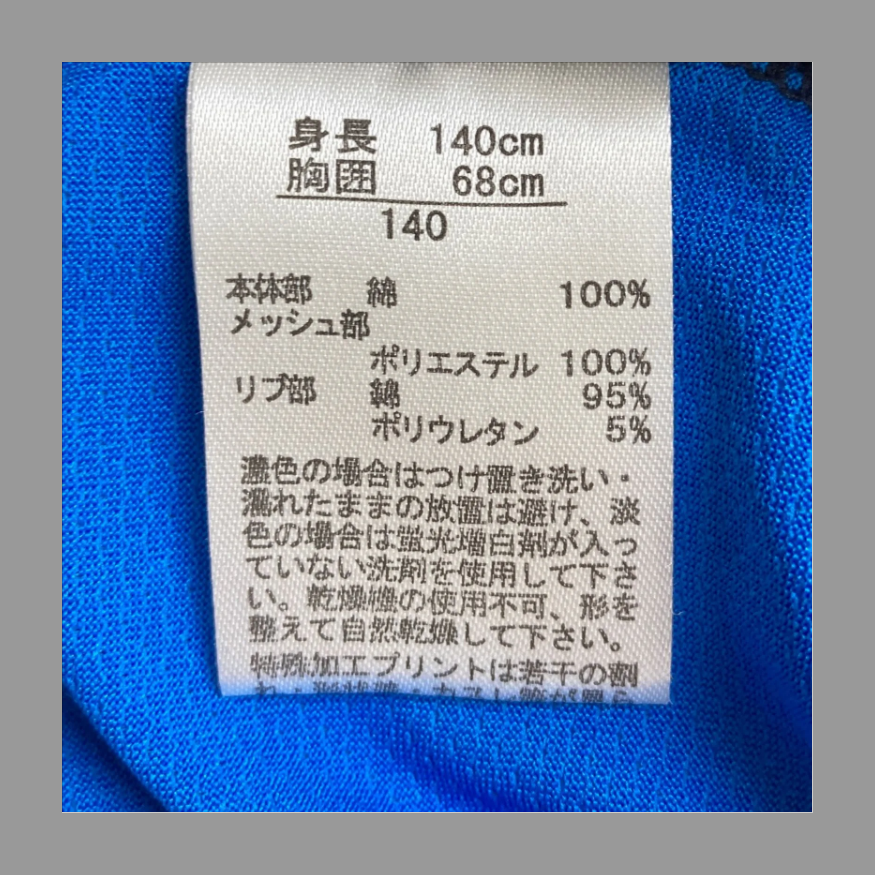 身長 140cm
胸囲 68cm
140
本体部 綿 100%
メッシュ部
ポリエステル 100%
リブ部 綿 95%
ポリウレタン 5%
濃色の場合はつけ置き洗い・
濡れたままの放置は避け、淡
色の場合は蛍光増白剤が入っ
ていない洗剤を使用して下さ
い。乾燥機の使用不可、形を
整えて自然乾燥して下さい。
特殊加工プリントは若干の割